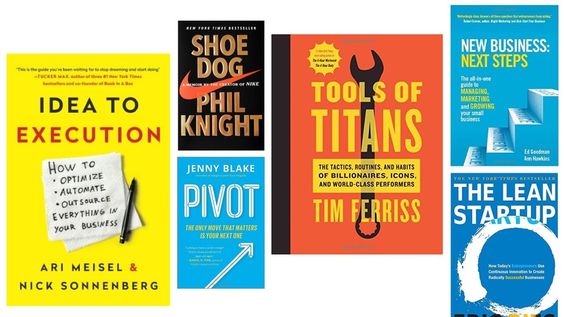 "This is the guide you've been waiting for to stop dreaming and start doing."
—TUCKER MAX, author of three #1 New York Times
bestsellers and co-Founder of Book In A Box
IDEA TO
EXECUTION
HOW TO
• OPTIMIZE
• AUTOMATE
• OUTSOURCE
EVERYTHING IN
YOUR BUSINESS
ARI MEISEL &
NICK SONNENBERG
NEW YORK TIMES BESTSELLER
SHOE
DOG
A MEMOIR BY THE CREATOR OF NIKE
PHIL
KNIGHT
JENNY BLAKE
PIVOT
THE ONLY MOVE THAT MATTERS
IS YOUR NEXT ONE
TOOLS OF
TITANS
THE TACTICS, ROUTINES, AND HABITS
OF BILLIONAIRES, ICONS,
AND WORLD-CLASS PERFORMERS
TIM FERRISS
NEW BUSINESS:
NEXT STEPS
The all-in-one
guide to
MANAGING,
MARKETING
and GROWING
your small
business
Ed Goodman
Ann Hawkins
THE NEW YORK TIMES BESTSELLER
THE LEAN
STARTUP
How Today's Entrepreneurs Use
Continuous Innovation to Create
Radically Successful Businesses